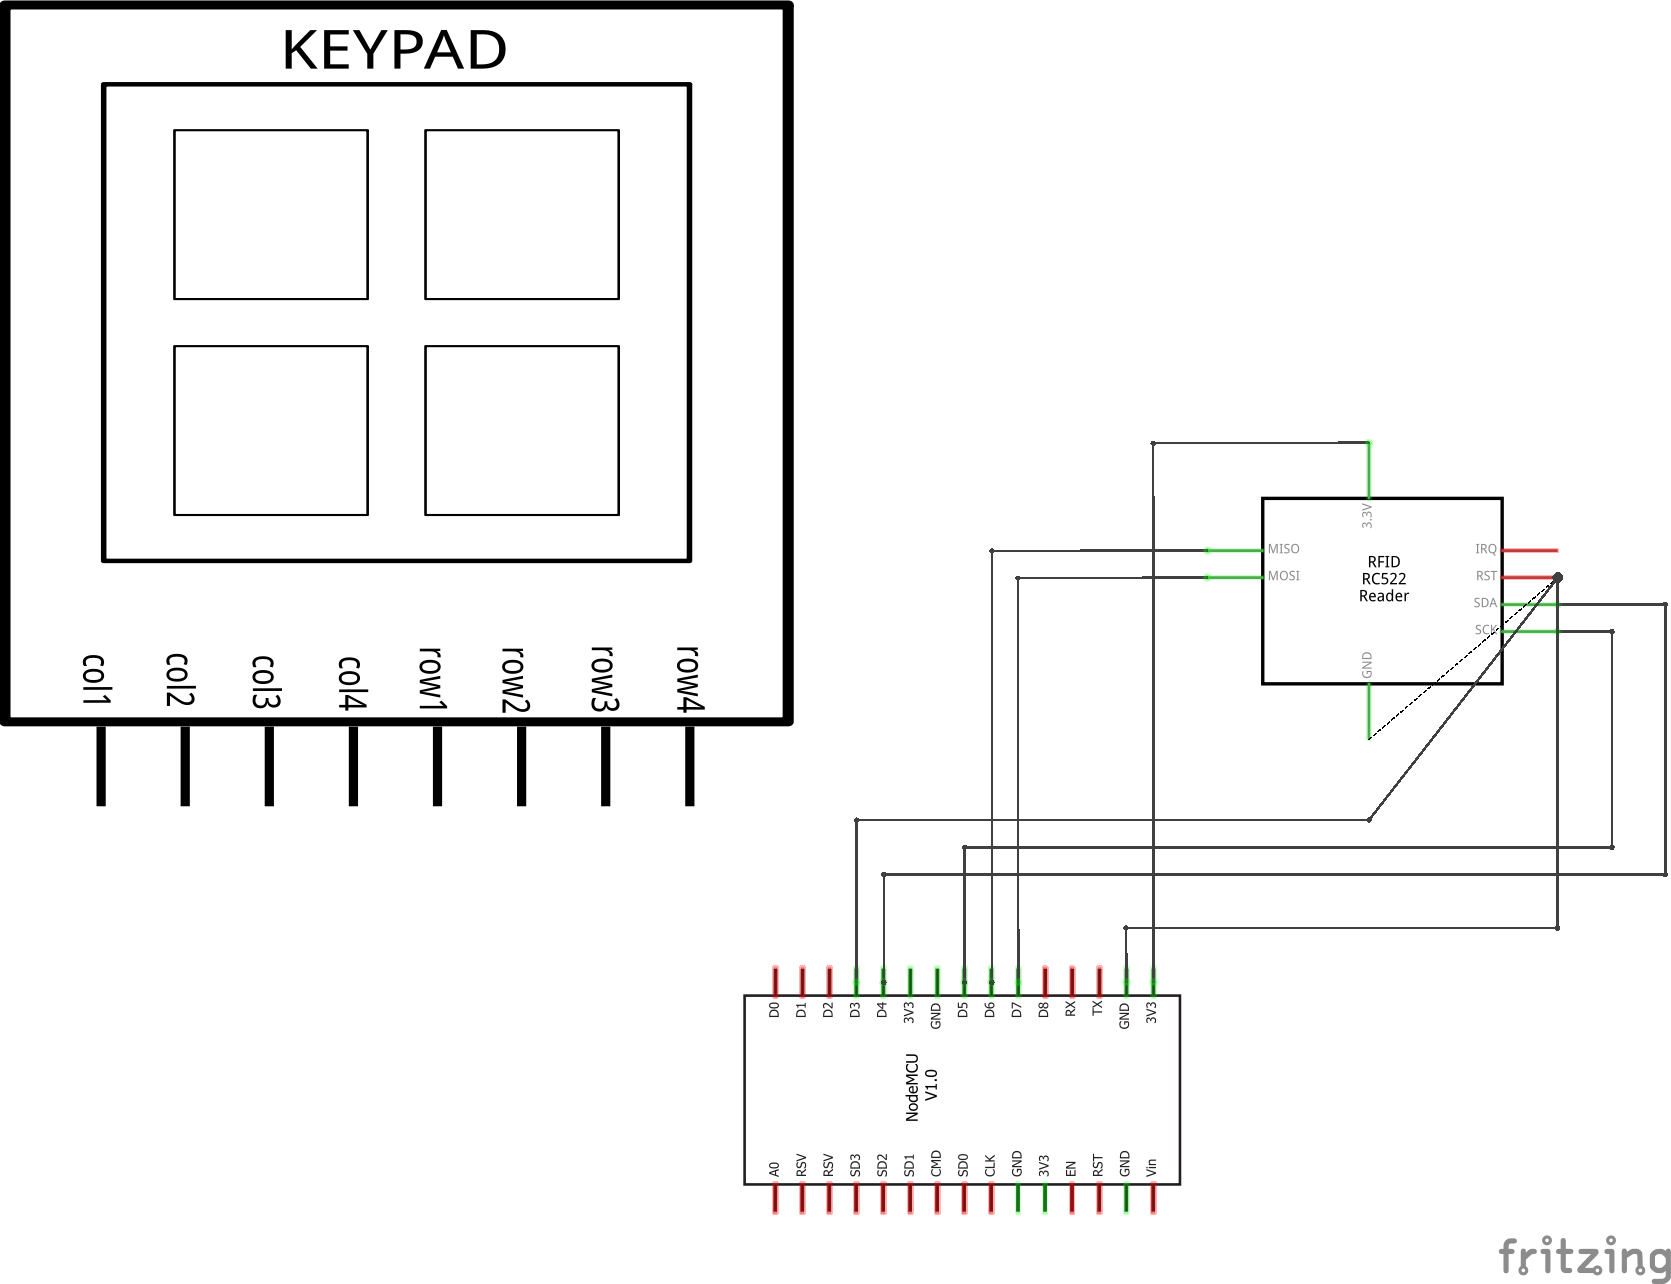 KEYPAD
col1
col2
col3
col4
row1
row2
row3
row4
3.3V
MISO
MOSI
RFID
RC522
Reader
IRQ
RST
SDA
SCK
GND
D0
D1
D2
D3
D4
3V3
GND
D5
D6
D7
D8
RX
TX
GND
3V3
NodeMCU
V1.0
A0
RSV
RSV
SD3
SD2
SD1
CMD
SD0
CLK
GND
3V3
EN
RST
GND
Vin
fritzing